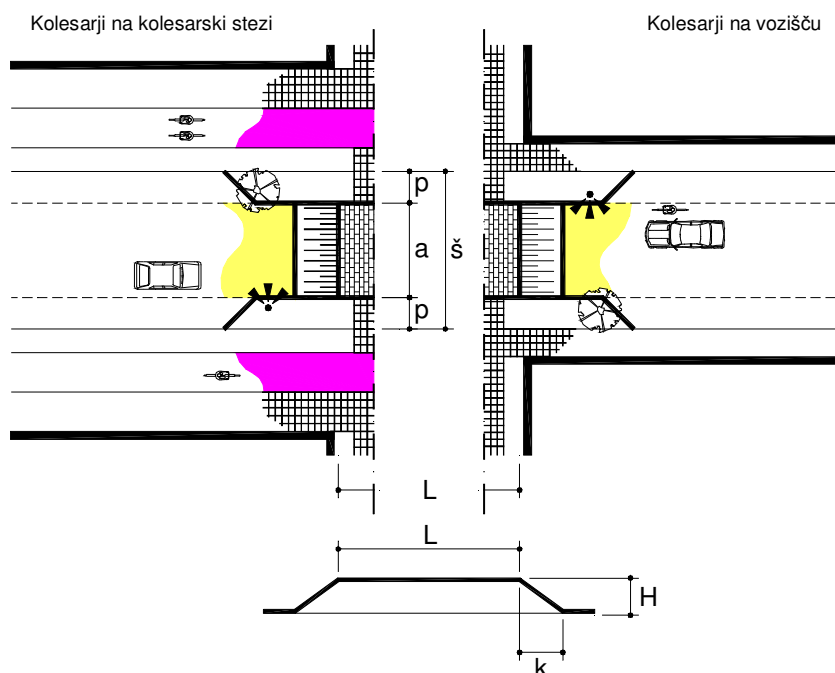 Kolesarji na kolesarski stezi
Kolesarji na vozišču
p
a
š
p
L
L
H
k